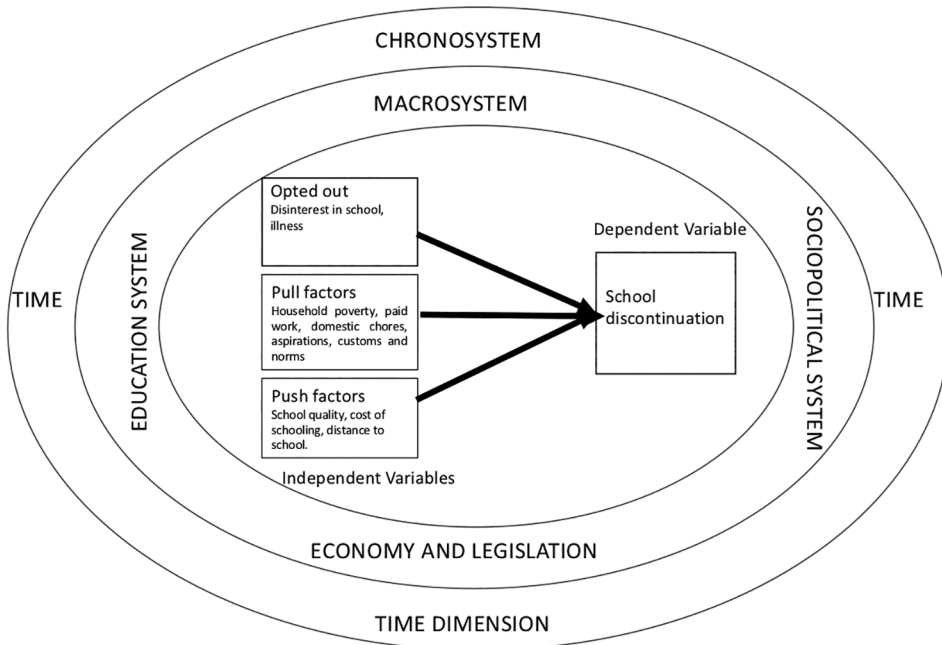 CHRONOSYSTEM
MACROSYSTEM
Opted out
Disinterest in school,
illness
Dependent Variable
SOCIOPOLITICAL SYSTEM
EDUCATION SYSTEM
TIME
TIME
Pull factors
Household poverty, paid
work, domestic chores,
aspirations, customs and
norms
School
discontinuation
Push factors
School quality, cost of
schooling, distance to
school.
Independent Variables
ECONOMY AND LEGISLATION
TIME DIMENSION